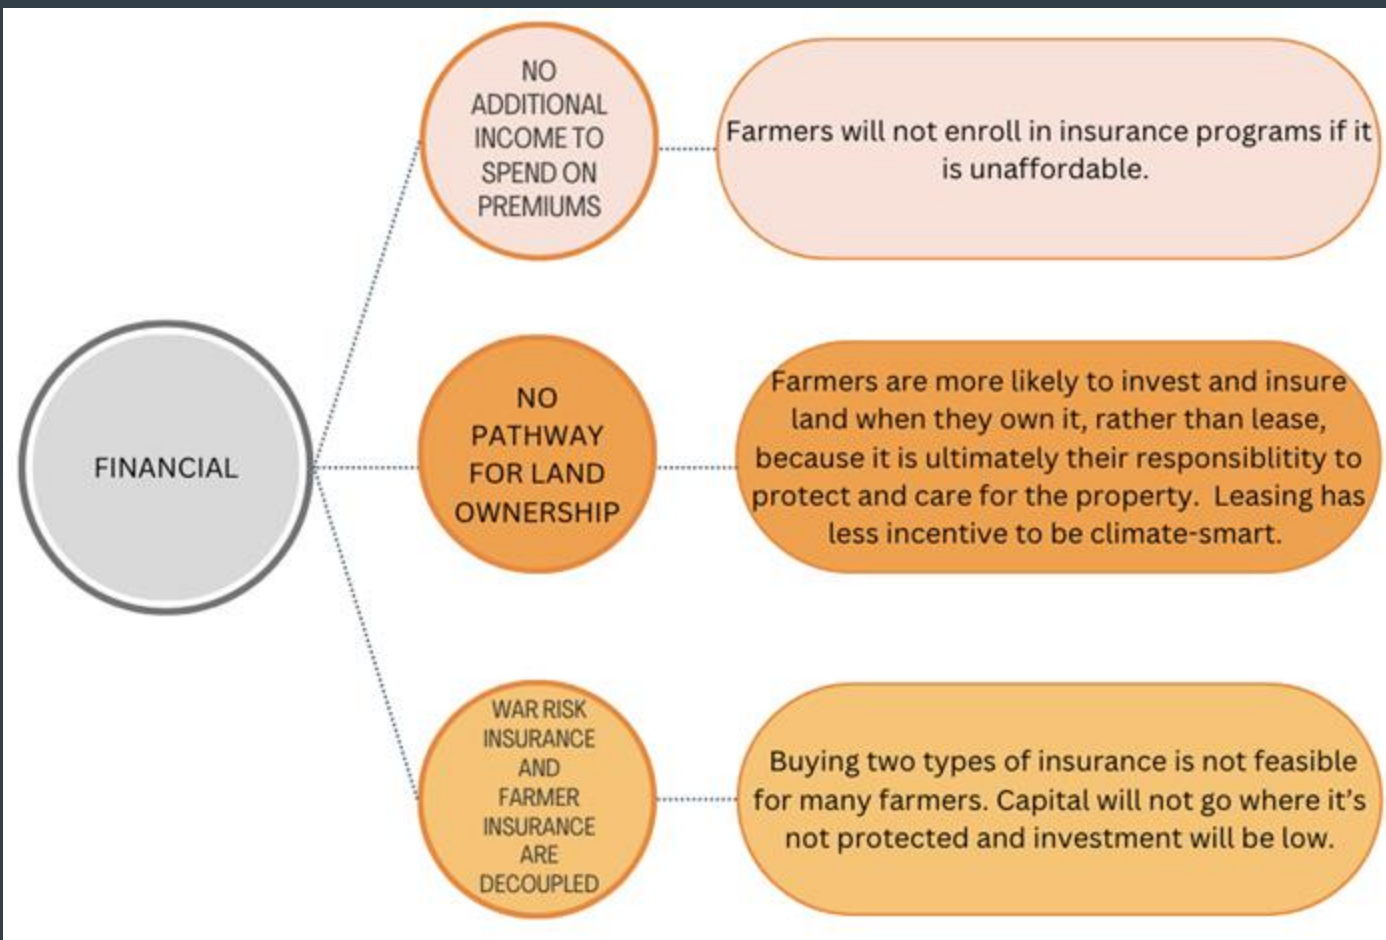 FINANCIAL
NO
ADDITIONAL
INCOME TO
SPEND ON
PREMIUMS
Farmers will not enroll in insurance programs if it
is unaffordable.
NO
PATHWAY
FOR LAND
OWNERSHIP
Farmers are more likely to invest and insure
land when they own it, rather than lease,
because it is ultimately their responsiblitity to
protect and care for the property.  Leasing has
less incentive to be climate-smart.
WAR RISK
INSURANCE
AND
FARMER
INSURANCE
ARE
DECOUPLED
Buying two types of insurance is not feasible
for many farmers. Capital will not go where it’s
not protected and investment will be low.